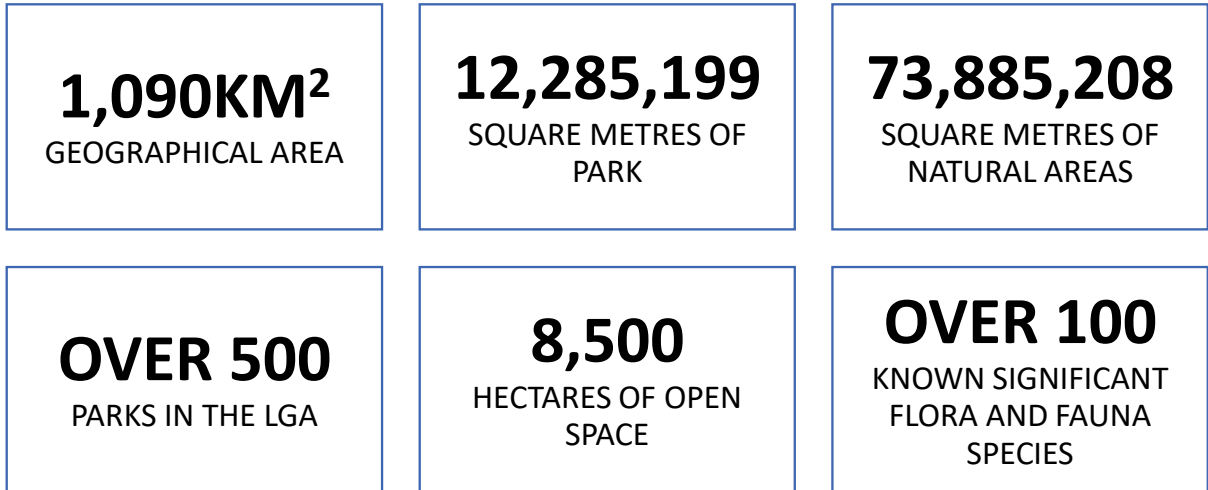 1,090KM²
GEOGRAPHICAL AREA
12,285,199
SQUARE METRES OF
PARK
73,885,208
SQUARE METRES OF
NATURAL AREAS
OVER 500
PARKS IN THE LGA
8,500
HECTARES OF OPEN
SPACE
OVER 100
KNOWN SIGNIFICANT
FLORA AND FAUNA
SPECIES